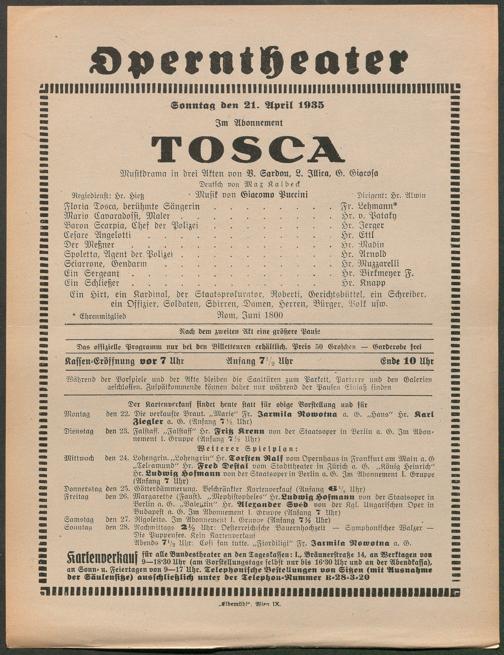 Operntheater
Sonntag den 21. April 1935
Im Abonnement
TOSCA
Musikdrama in drei Akten von V. Sardou, L. Illica, G. Giacosa
Deutsch von Max Kalbeck
Regiedienst: Hr. Hieß Musik von Giacomo Puccini Dirigent: Hr. Alwin
Floria Tosca, berühmte Sängerin . . . . . . . . . Fr. Lehmann*
Mario Cavaradossi, Maler . . . . . . . . . Hr. v. Pataky
Baron Scarpia, Chef der Polizei . . . . . . . . . Hr. Jerger
Cesare Angelotti . . . . . . . . . Hr. Ettl
Der Meßner . . . . . . . . . Hr. Madin
Spoletta, Agent der Polizei . . . . . . . . . Hr. Arnold
Sciarrone, Gendarm . . . . . . . . . Hr. Muzzarelli
Ein Sergeant . . . . . . . . . Hr. Birkmeyer F.
Ein Schließer . . . . . . . . . Hr. Knapp
Ein Hirt, ein Kardinal, der Staatsprokurator, Roberti, Gerichtsbüttel, ein Schreiber,
ein Offizier, Soldaten, Sbirren, Damen, Herren, Bürger, Volk usw.
* Ehrenmitglied Rom, Juni 1800
Nach dem zweiten Akt eine größere Pause
Das offizielle Programm nur bei den Billetteuren erhältlich. Preis 50 Groschen — Garderobe frei
Kassen-Eröffnung vor 7 Uhr Anfang 7½ Uhr Ende 10 Uhr
Während der Vorspiele und der Akte bleiben die Saaltüren zum Parkett, Parterre und den Galerien
geschlossen. Zuspätkommende können daher nur während der Pausen Einlaß finden
Der Kartenverkauf findet heute statt für obige Vorstellung und für
Montag den 22. Die verkaufte Braut. „Marie“ Fr. Jarmila Novotna a. G. „Hans“ Hr. Karl
Ziegler a. G. (Anfang 7½ Uhr)
Dienstag den 23. Falstaff. „Falstaff“ Hr. Fritz Krenn von der Staatsoper in Berlin a. G. Im Abonnement
I. Gruppe (Anfang 7½ Uhr)
Weiterer Spielplan:
Mittwoch den 24. Lohengrin. „Lohengrin“ Hr. Torsten Ralf vom Opernhaus in Frankfurt am Main a. G
„Telramund“ Hr. Fred Destal vom Stadttheater in Zürich a. G. „König Heinrich“
Hr. Ludwig Hofmann von der Staatsoper in Berlin a. G. Im Abonnement I. Gruppe
(Anfang 7 Uhr)
Donnerstag den 25. Götterdämmerung. Beschränkter Kartenverkauf (Anfang Uhr)
Freitag den 26. Margarethe (Faust). „Mephistopheles“ Hr. Ludwig Hofmann von der Staatsoper in
Berlin a. G., „Valentin“ Hr. Alexander Sved von der Kgl. Ungarischen Oper in
Budapest a. G. Im Abonnement I. Gruppe (Anfang 7 Uhr)
Samstag den 27. Rigoletto. Im Abonnement I. Gruppe (Anfang 7½ Uhr)
Sonntag den 28. Nachmittags 2½ Uhr: Österreichische Bauernhochzeit — Symphonischer Walzer —
Die Puppenfee. Kein Kartenverkauf
Abends 7½ Uhr: Cosi fan tutte. „Fiordiligi“ Fr. Jarmila Novotna a. G.
Kartenverkauf für alle Bundestheater an den Tageskassen: I., Bräunerstraße 14, an Werktagen von
9—18:30 Uhr (am Vorstellungstage selbst nur bis 16:30 Uhr und an der Abendkassa),
an Sonn- u. Feiertagen von 9—17 Uhr. Telephonische Bestellungen von Sitzen (mit Ausnahme
der Säulensitze) ausschließlich unter der Telephon-Nummer R-28-3-20
„Elbemühl“, Wien IX.